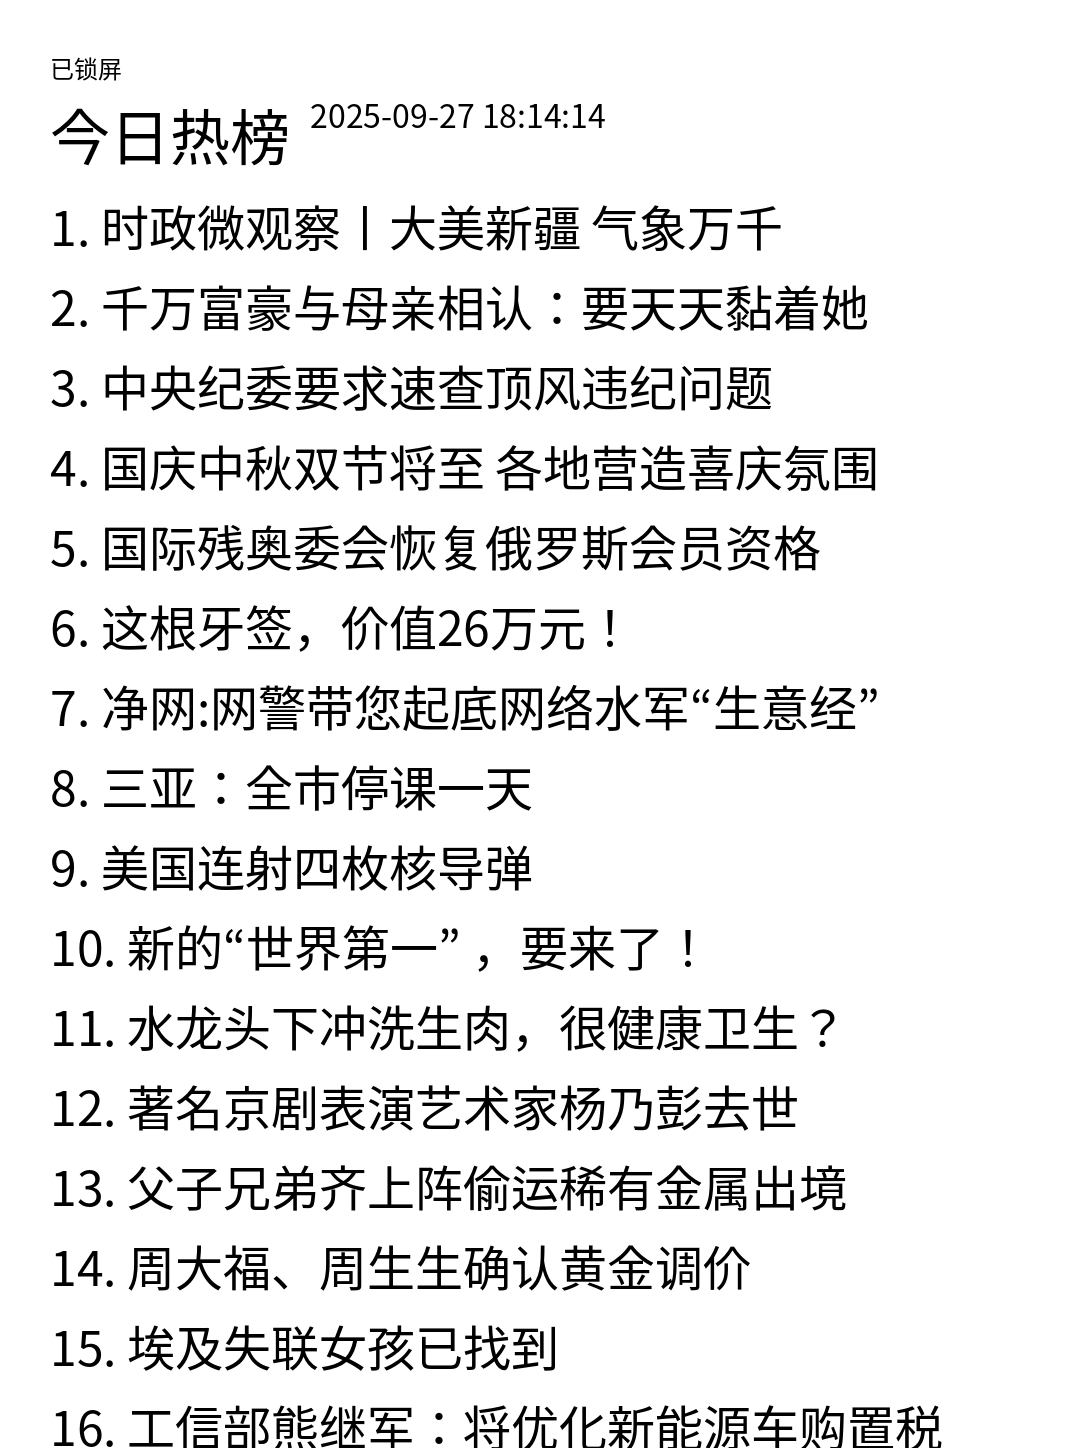 已锁屏
今日热榜 2025-09-27 18:14:14
1. 时政微观察丨大美新疆 气象万千
2. 千万富豪与母亲相认：要天天黏着她
3. 中央纪委要求速查顶风违纪问题
4. 国庆中秋双节将至 各地营造喜庆氛围
5. 国际残奥委会恢复俄罗斯会员资格
6. 这根牙签，价值26万元！
7. 净网:网警带您起底网络水军“生意经”
8. 三亚：全市停课一天
9. 美国连射四枚核导弹
10. 新的“世界第一”，要来了！
11. 水龙头下冲洗生肉，很健康卫生？
12. 著名京剧表演艺术家杨乃彭去世
13. 父子兄弟齐上阵偷运稀有金属出境
14. 周大福、周生生确认黄金调价
15. 埃及失联女孩已找到
16. 工信部熊继军：将优化新能源车购置税